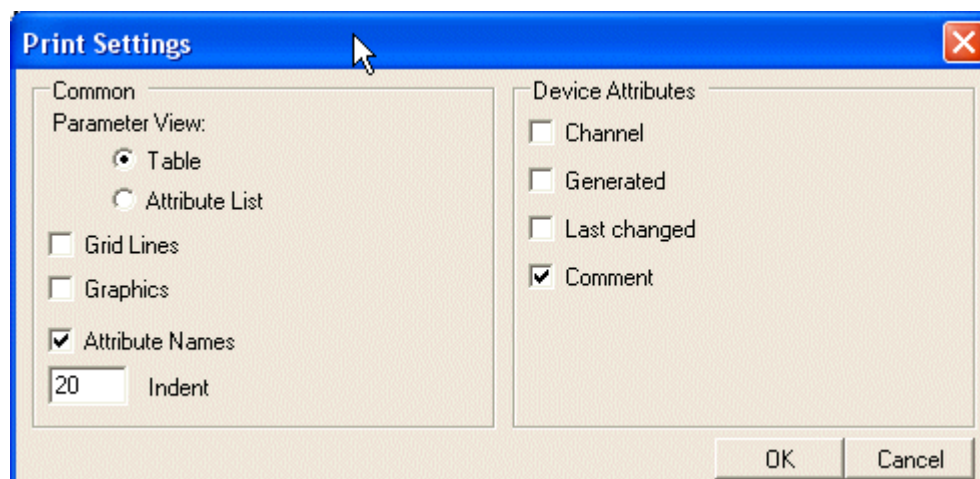 Print Settings
Common
Parameter View:
Table
Attribute List
Grid Lines
Graphics
Attribute Names
20 Indent
Device Attributes
Channel
Generated
Last changed
Comment
OK Cancel